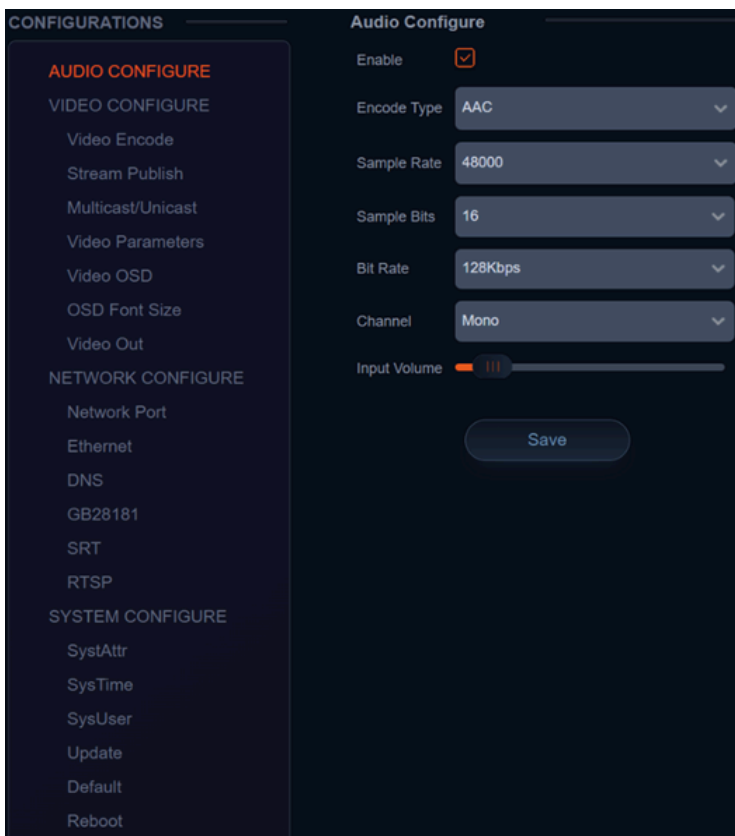 CONFIGURATIONS
AUDIO CONFIGURE
VIDEO CONFIGURE
Video Encode
Stream Publish
Multicast/Unicast
Video Parameters
Video OSD
OSD Font Size
Video Out
NETWORK CONFIGURE
Network Port
Ethernet
DNS
GB28181
SRT
RTSP
SYSTEM CONFIGURE
SystAttr
SysTime
SysUser
Update
Default
Reboot
Audio Configure
Enable
Encode Type AAC
Sample Rate 48000
Sample Bits 16
Bit Rate 128Kbps
Channel Mono
Input Volume
Save